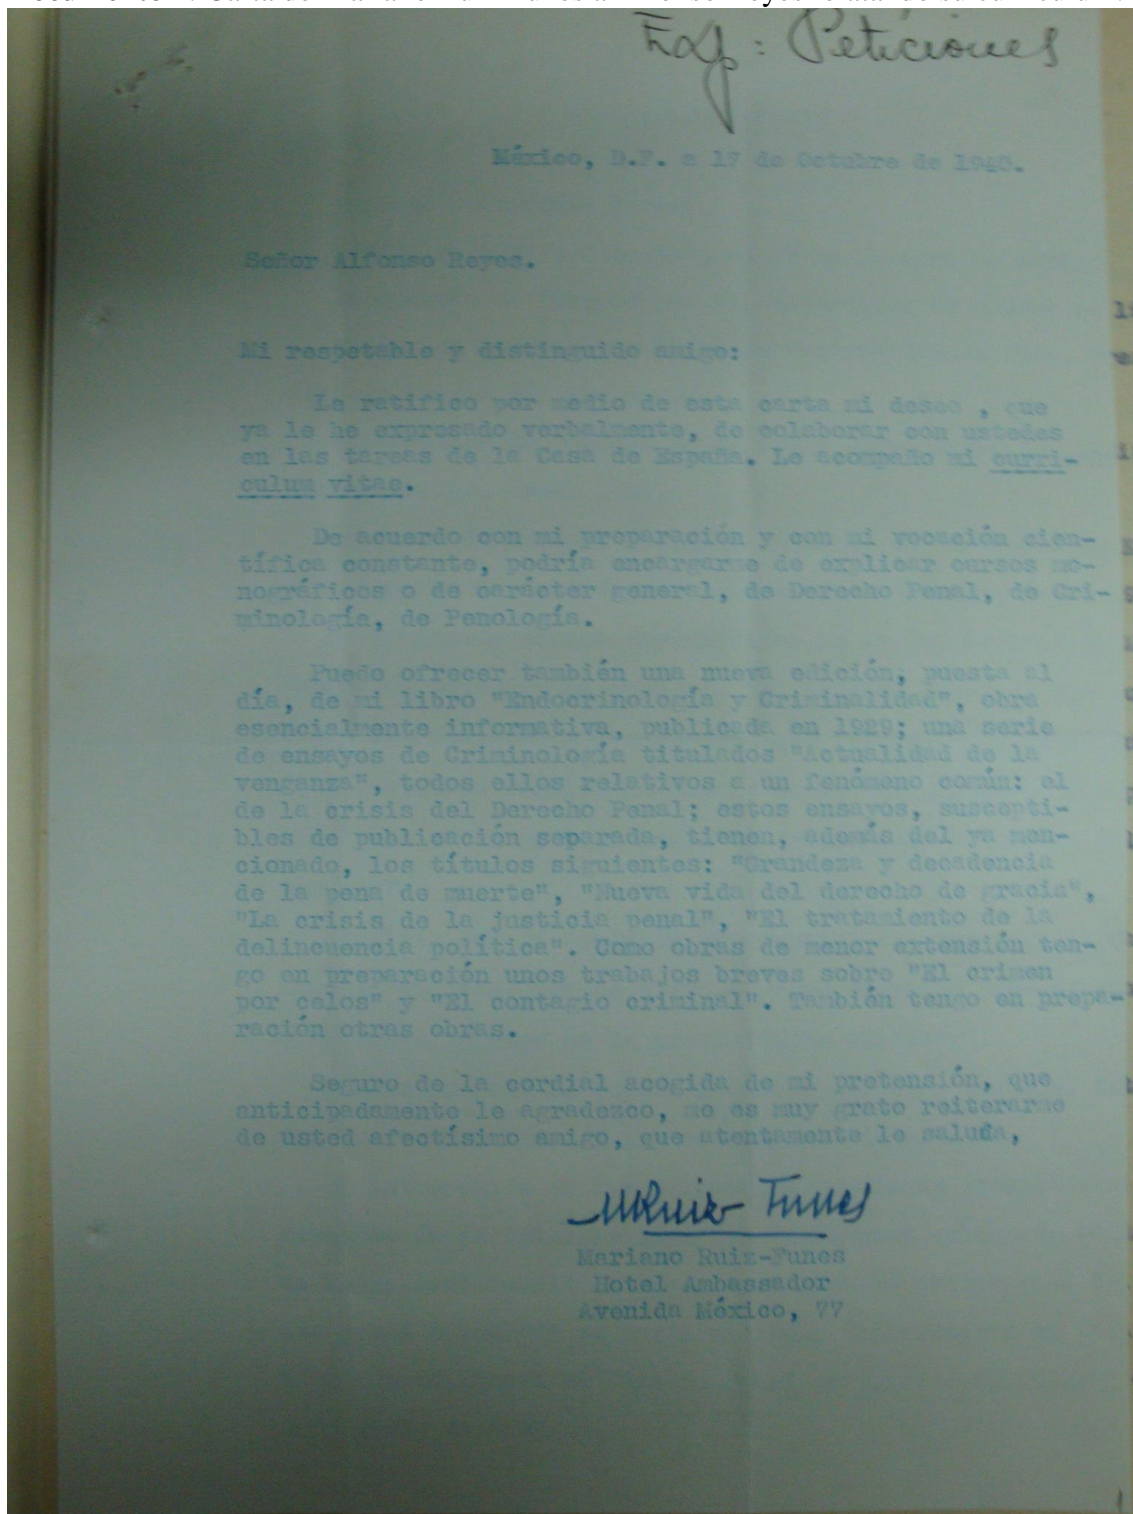 Exp: Peticiones
México, D.F. a 17 de Octubre de 1940.
Señor Alfonso Reyes.
Mi respetable y distinguido amigo:
Le ratifico por medio de esta carta mi deseo , que
ya le he expresado verbalmente, de colaborar con ustedes
en las tareas de la Casa de España. Le acompaño mi curri-
culum vitae.
De acuerdo con mi preparación y con mi vocación cien-
tífica constante, podría encargarme de explicar cursos mo-
nográficos o de carácter general, de Derecho Penal, de Cri-
minología, de Penología.
Puedo ofrecer también una nueva edición, puesta al
día, de mi libro "Endocrinología y Criminalidad", obra
esencialmente informativa, publicada en 1929; una serie
de ensayos de Criminología titulados "Actualidad de la
venganza", todos ellos relativos a un fenómeno común: el
de la crisis del Derecho Penal; estos ensayos, suscepti-
bles de publicación separada, tienen, además del ya men-
cionado, los títulos siguientes: "Grandeza y decadencia
de la pena de muerte", "Nueva vida del derecho de gracia",
"La crisis de la justicia penal", "El tratamiento de la
delincuencia política". Como obras de menor extensión ten-
go en preparación unos trabajos breves sobre "El crimen
por celos" y "El contagio criminal". También tengo en prepa-
ración otras obras.
Seguro de la cordial acogida de mi pretensión, que
anticipadamente le agradezco, me es muy grato reiterarme
de usted afectísimo amigo, que atentamente le saluda,
MRuiz-Funes
Mariano Ruiz-Funes
Hotel Ambassador
Avenida México, 77